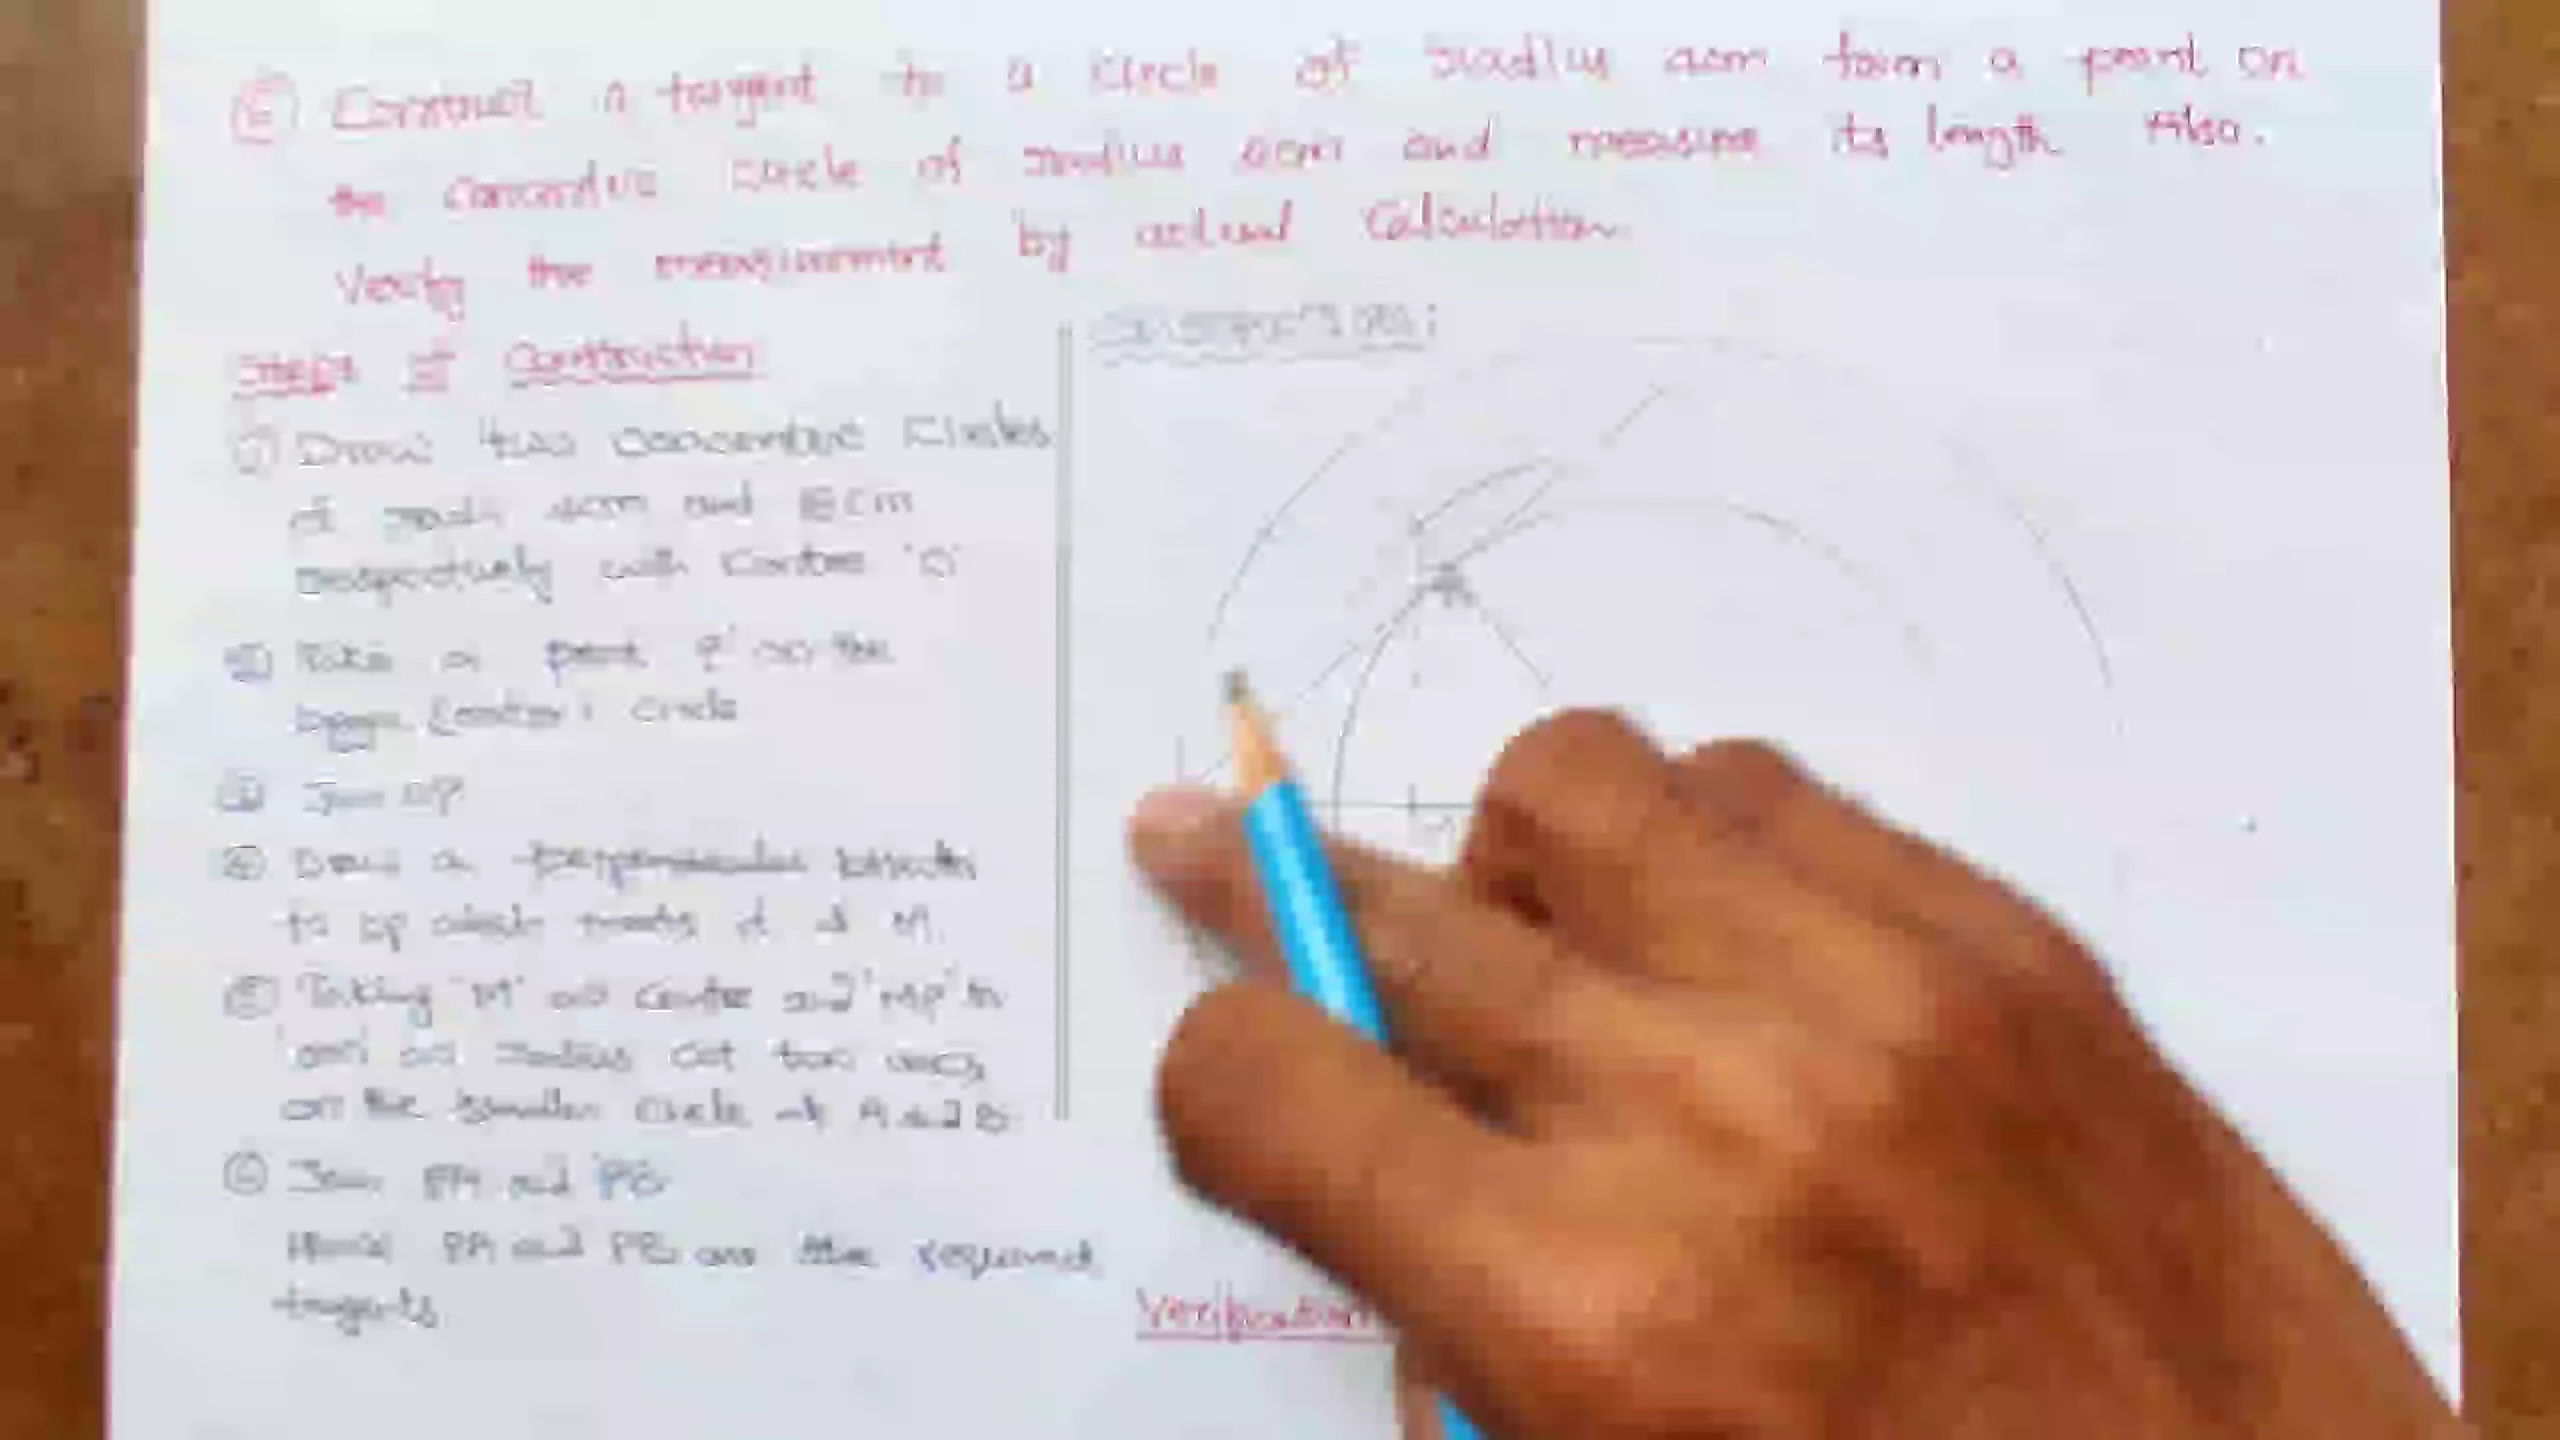 Construct a tangent to a circle of radius 4cm from a point on
the concentric circle of radius 6cm and measure its length. Also.
Verify the measurement by actual Calculation.
Steps of Construction
① Draw two concentric Circles
of radii 4cm and 6cm
respectively with Centre 'O'
② Take a point 'P' on the
bigger circle
③ Join OP
④ Draw a perpendicular bisector
to OP which meets it at M.
⑤ Taking 'M' as centre and 'MP' as
radius cut two arcs
on the smaller circle at A and B
⑥ Join PA and PB
Hence PA and PB are the required
tangents
CONSTRUCTION:
M
Verification